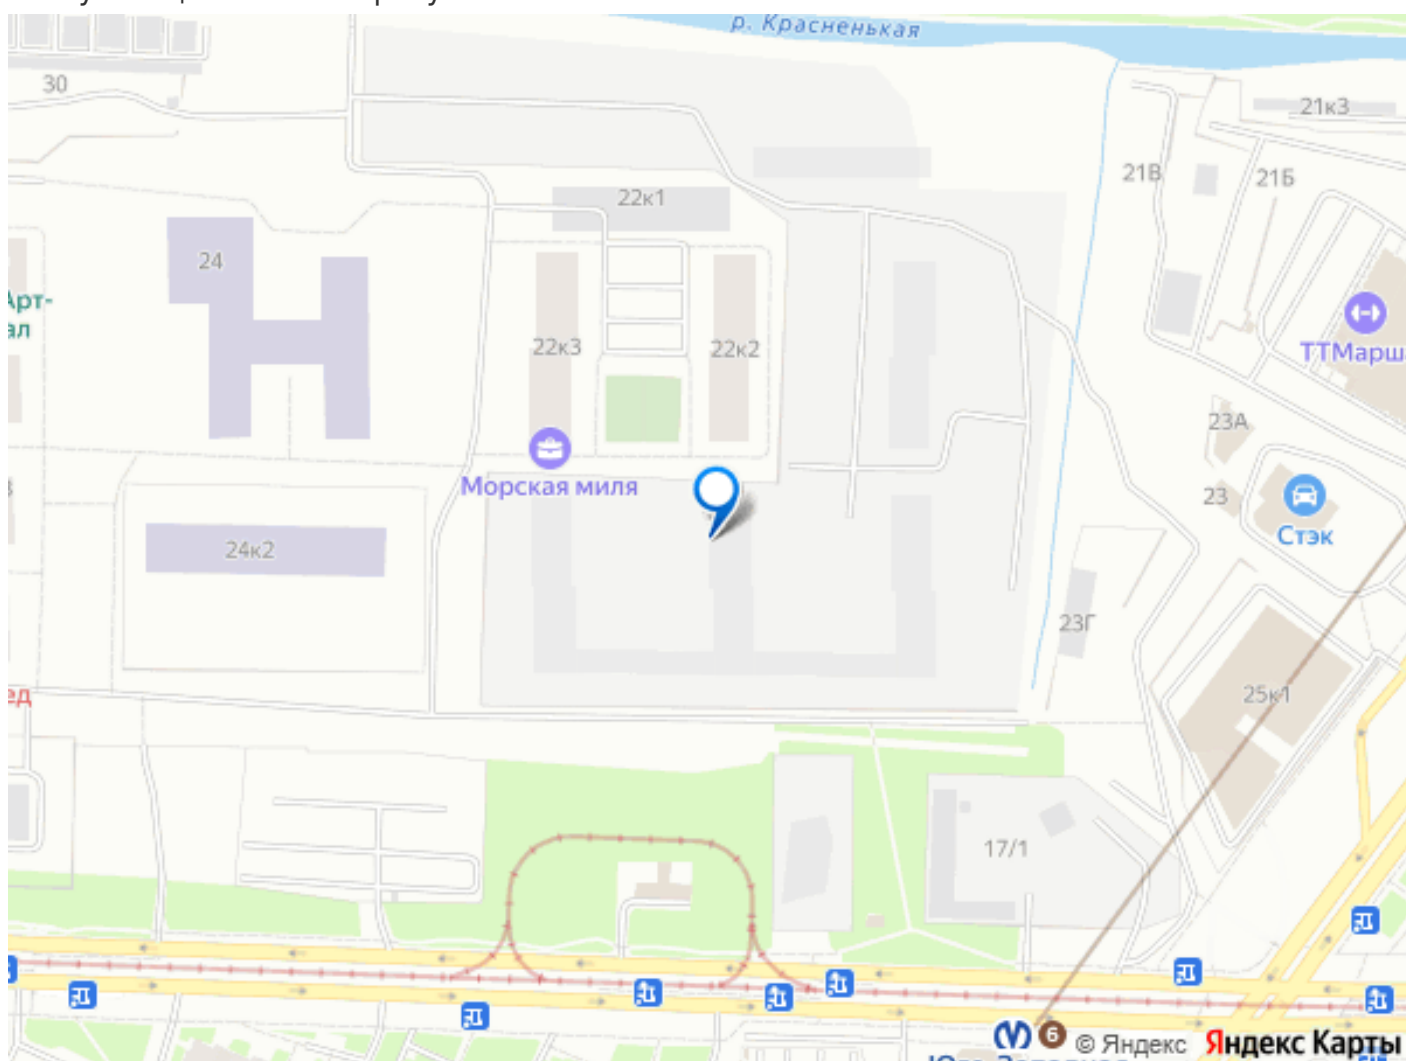 р. Красненькая
30
21к3
21В
21Б
22к1
24
Арт-
ал
22к3
22к2
ТТМарш
23А
Морская миля
23
Стэк
24к2
23Г
25к1
ед
17/1
6
© Яндекс
Яндекс Карты